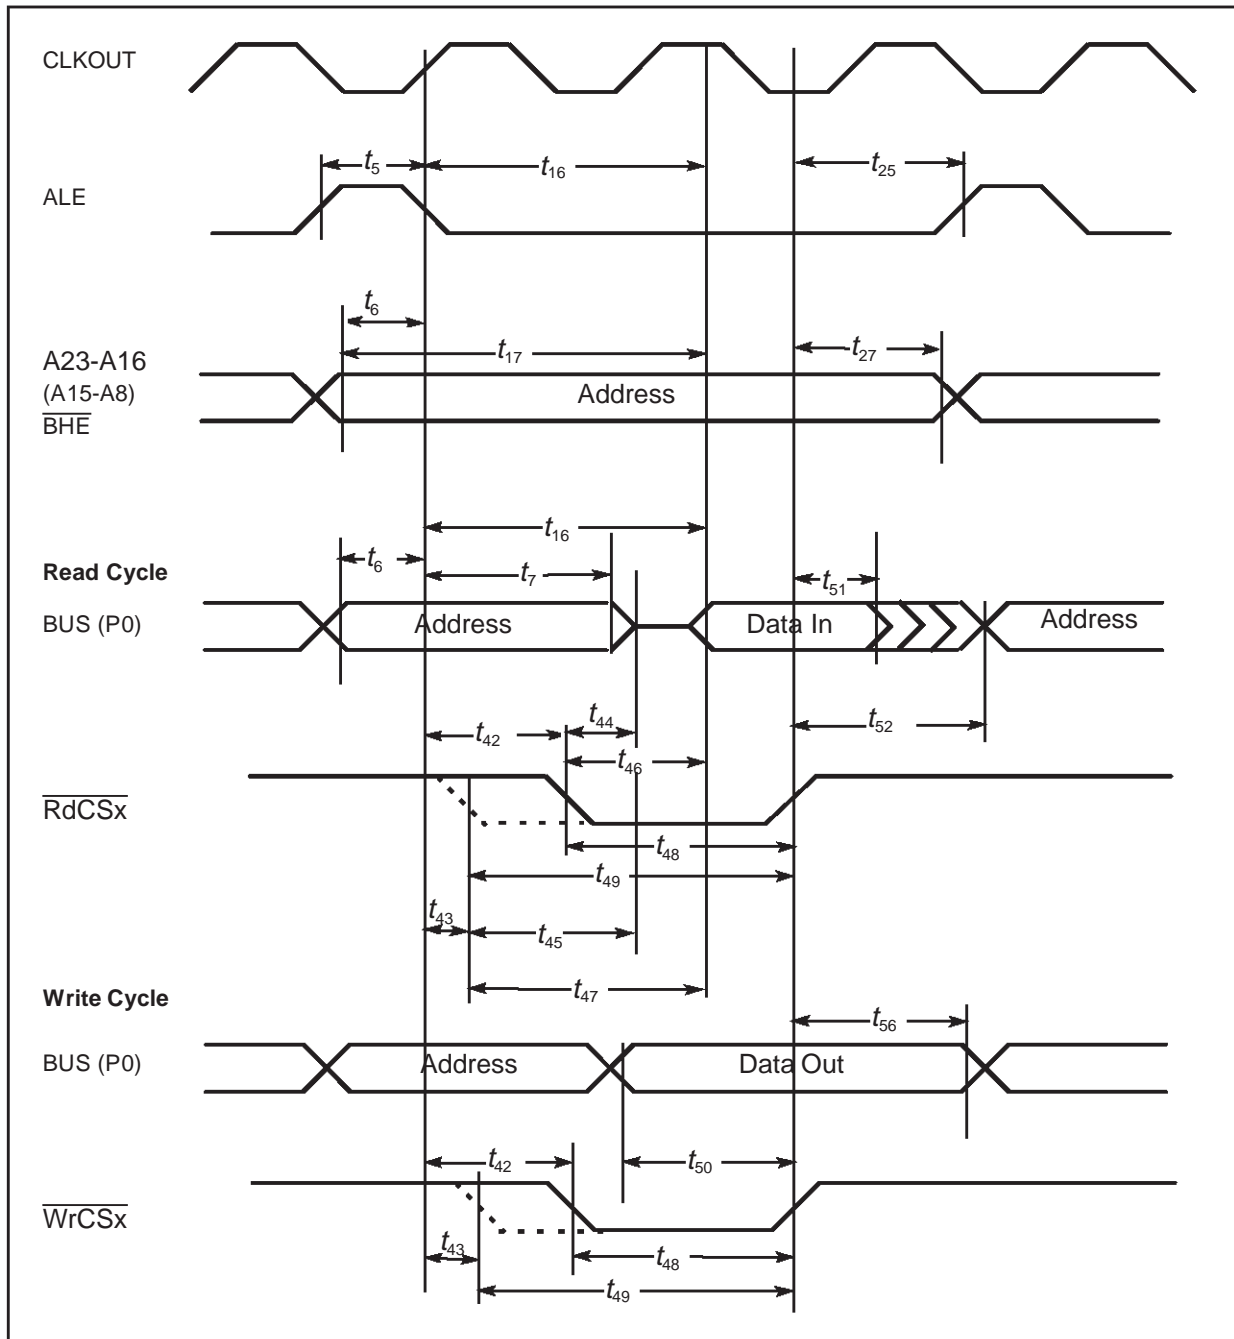 CLKOUT
t5
t16
t25
ALE
t6
t17
t27
A23-A16
(A15-A8)
BHE
Address
t16
t6
t7
t51
Read Cycle
BUS (P0)
Address
Data In
Address
t44
t42
t52
t46
RdCSx
t48
t49
t43
t45
t47
Write Cycle
t56
BUS (P0)
Address
Data Out
t42
t50
WrCSx
t43
t48
t49